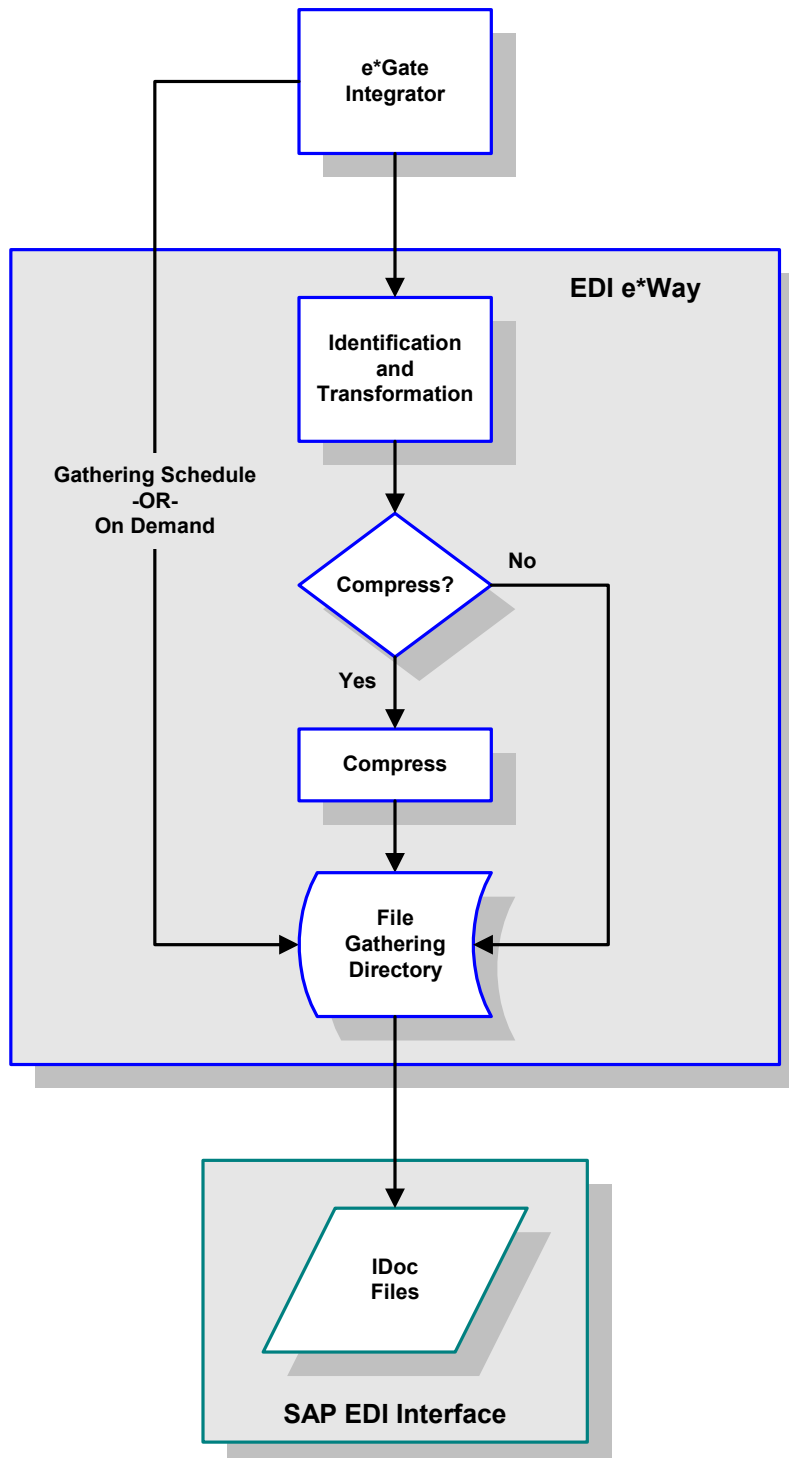 e*Gate
Integrator
EDI e*Way
Identification
and
Transformation
Gathering Schedule
-OR-
On Demand
Compress?
No
Yes
Compress
File
Gathering
Directory
IDoc
Files
SAP EDI Interface